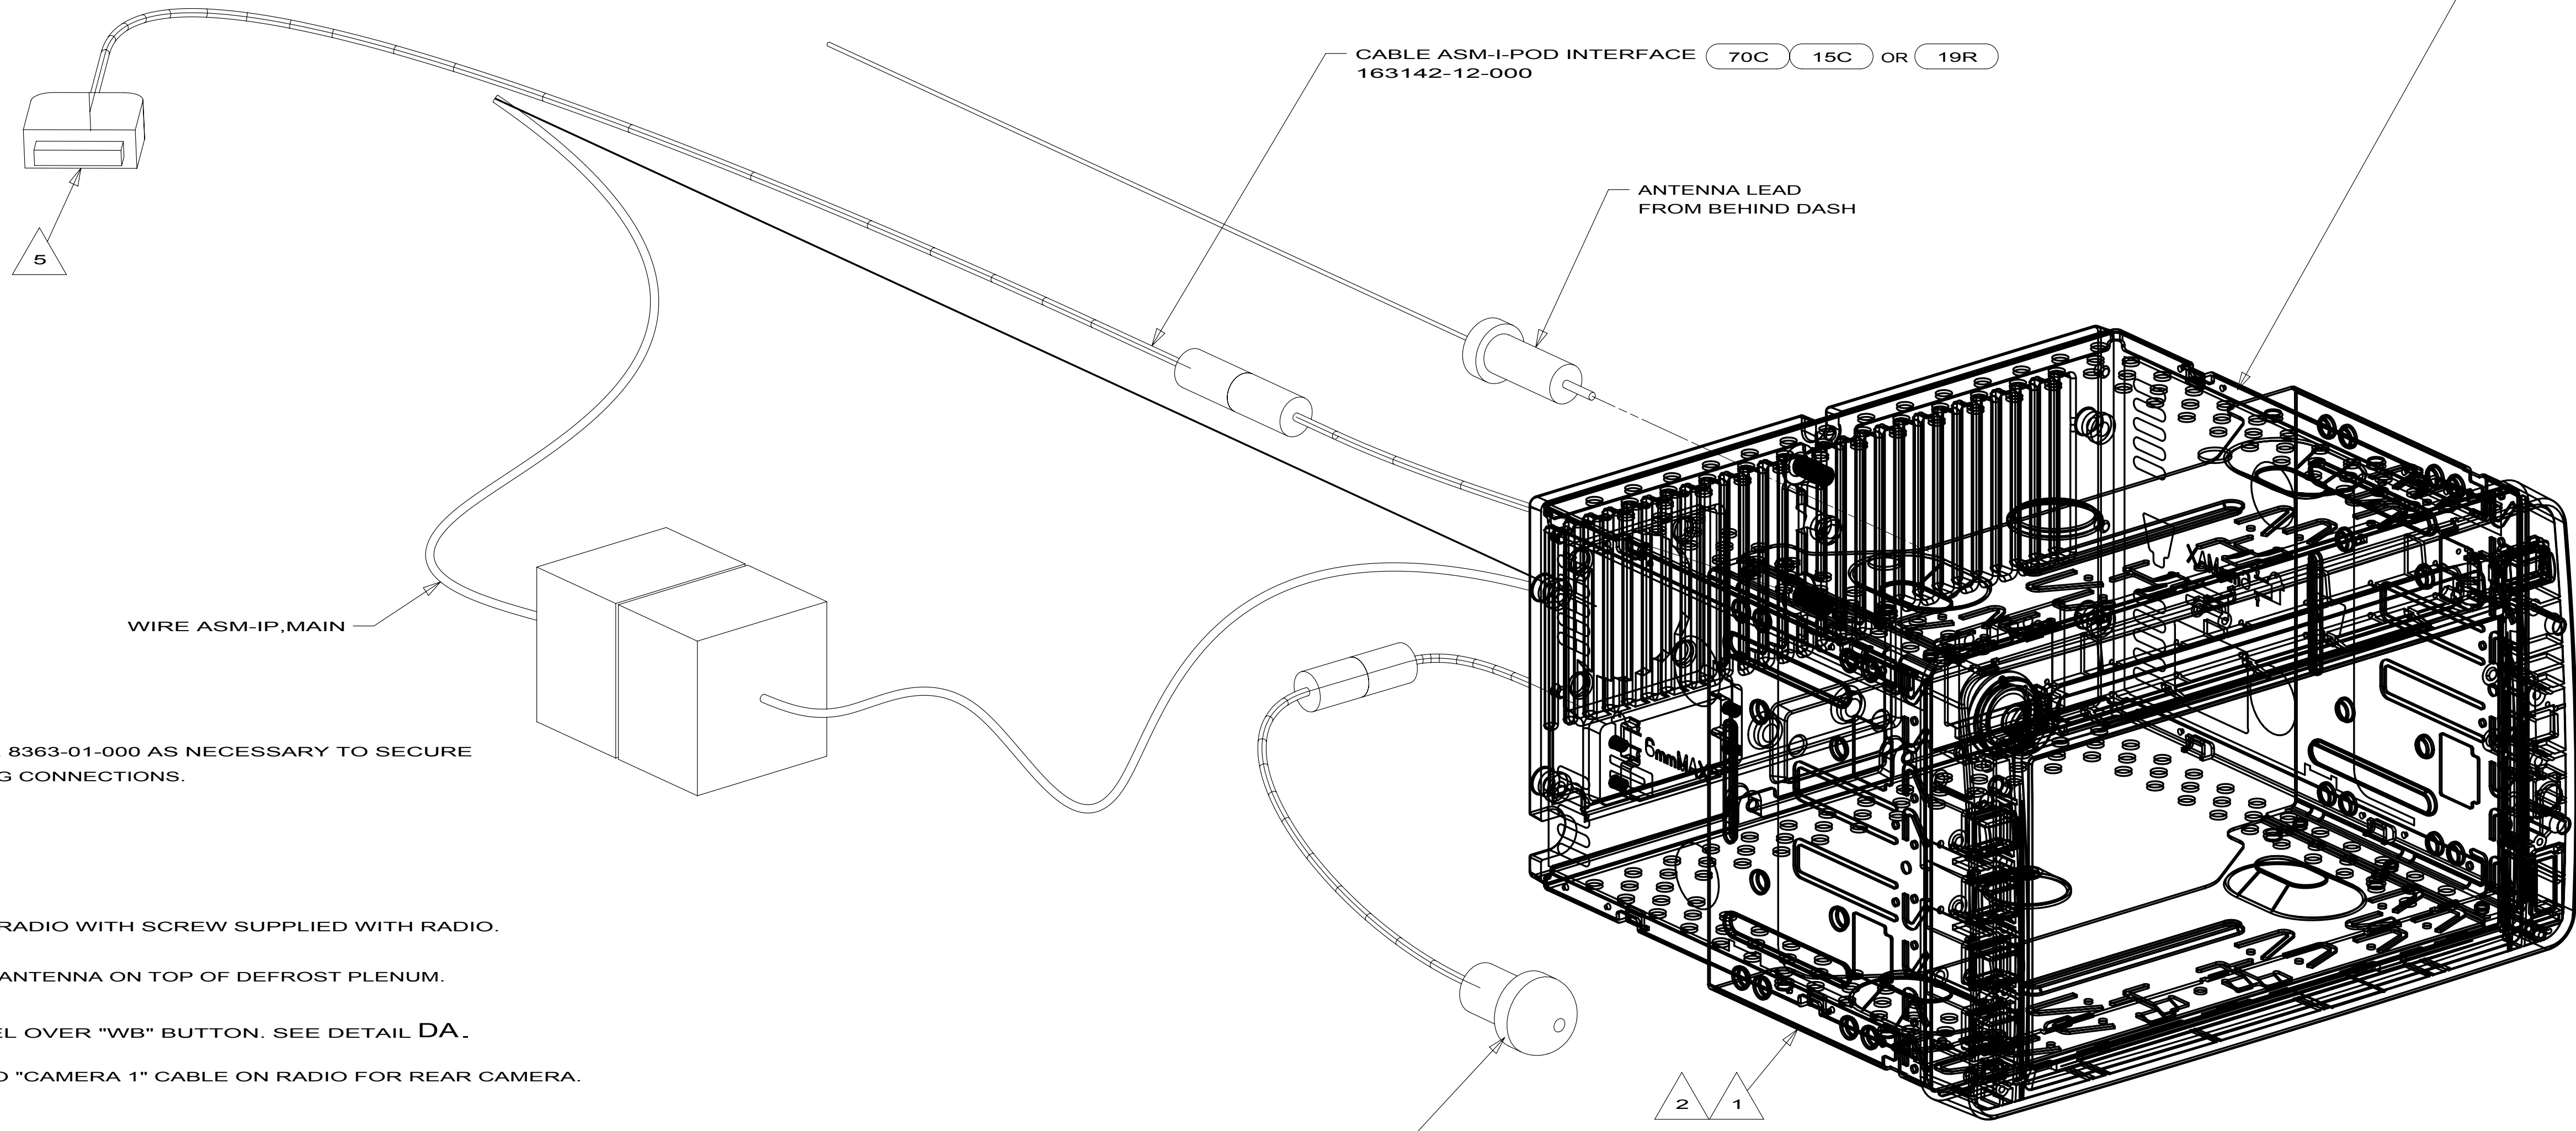 CABLE ASM-I-POD INTERFACE 70C 15C OR 19R
163142-12-000
ANTENNA LEAD
FROM BEHIND DASH
5
WIRE ASM-IP,MAIN
8363-01-000 AS NECESSARY TO SECURE
G CONNECTIONS.
6mmMAX
RADIO WITH SCREW SUPPLIED WITH RADIO.
ANTENNA ON TOP OF DEFROST PLENUM.
EL OVER "WB" BUTTON. SEE DETAIL DA.
"CAMERA 1" CABLE ON RADIO FOR REAR CAMERA.
2 1